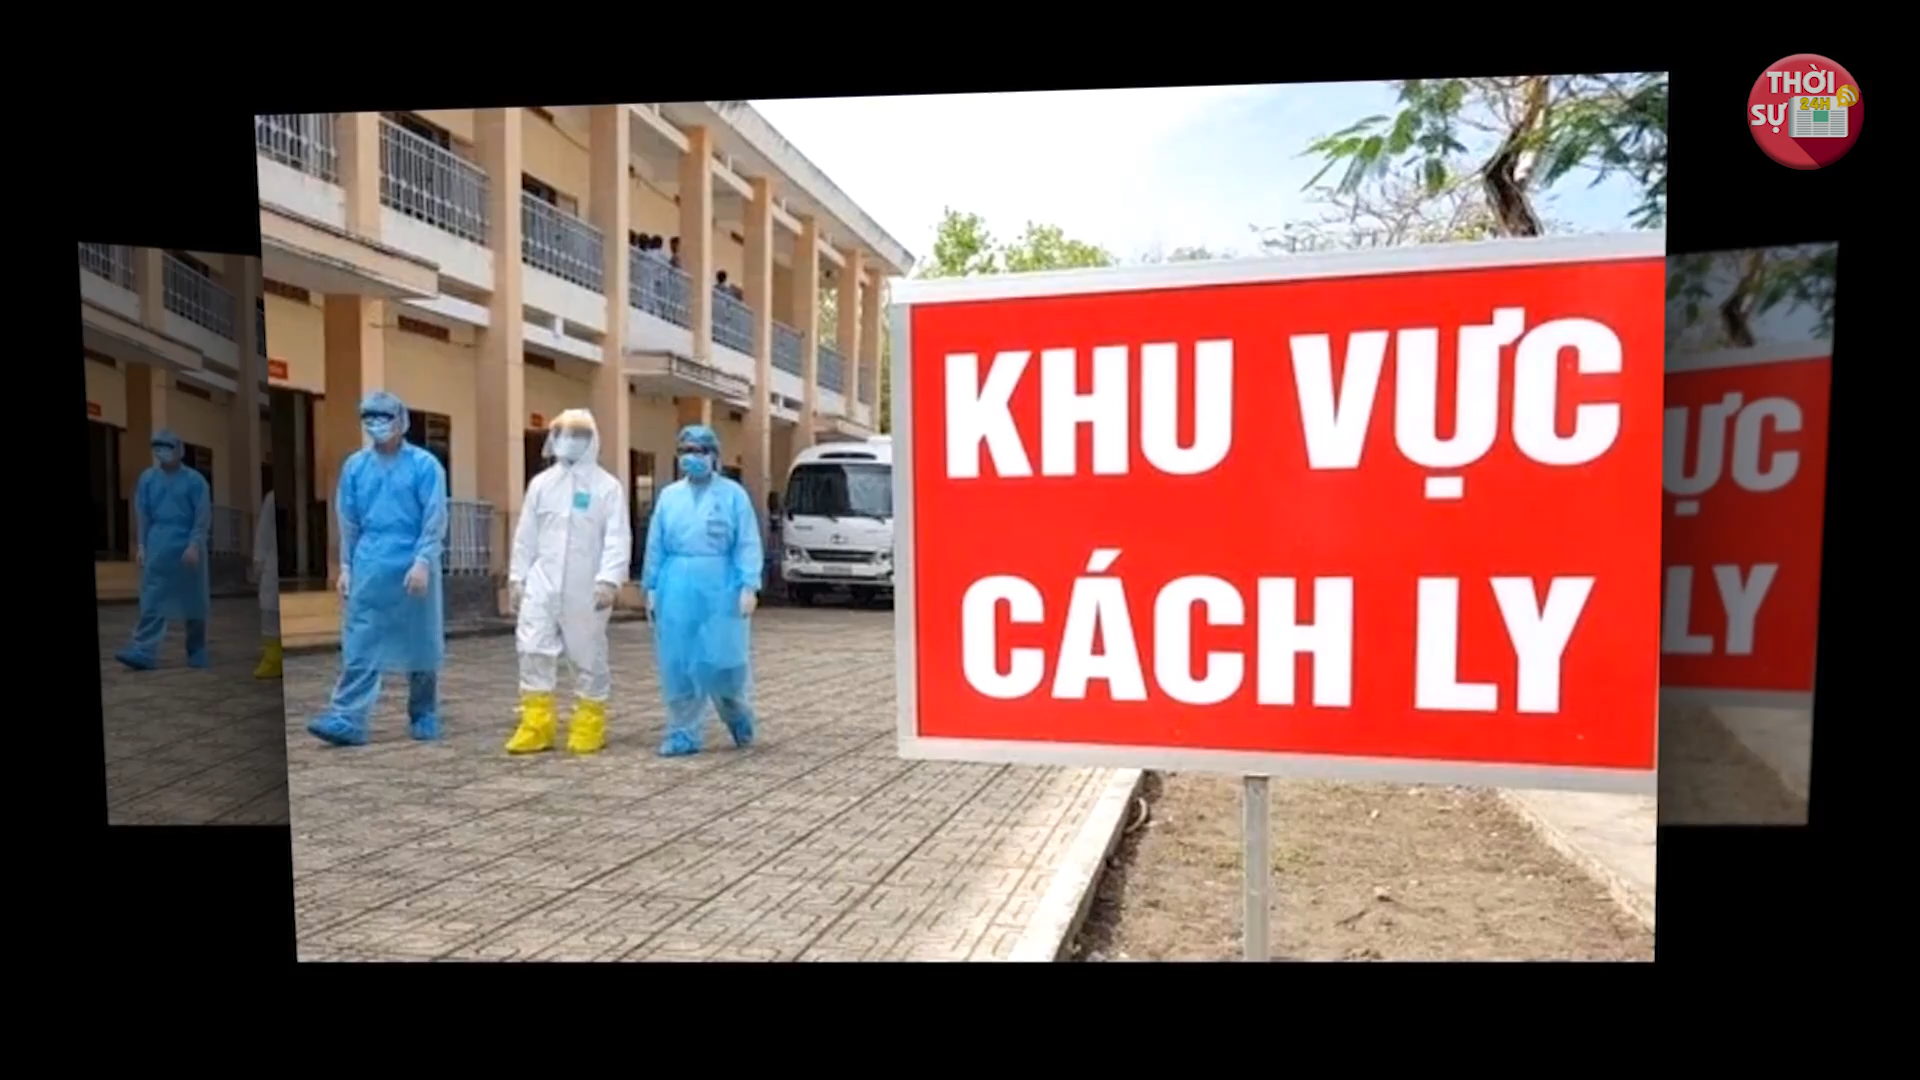 THỜI
SỰ 24H
KHU VỰC
CÁCH LY
ỰC
LY